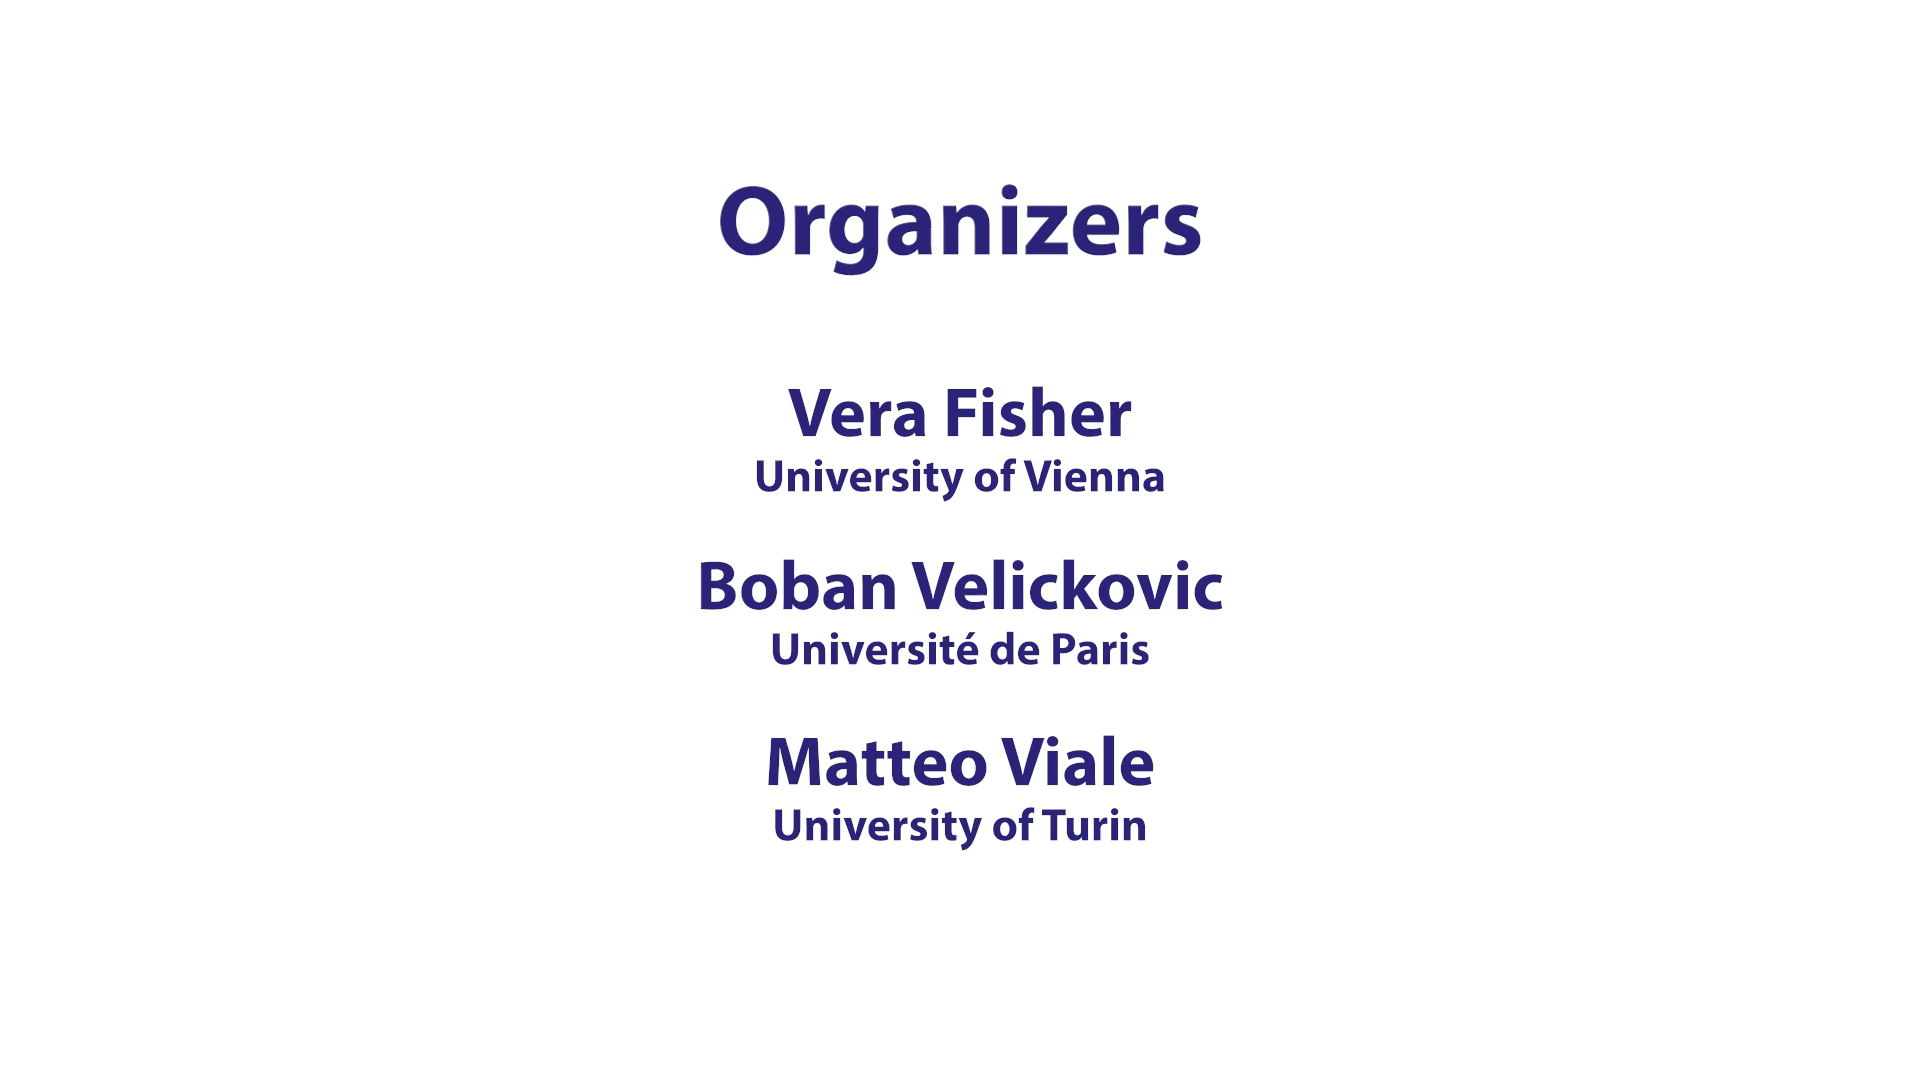 Organizers
Vera Fisher
University of Vienna
Boban Velickovic
Université de Paris
Matteo Viale
University of Turin